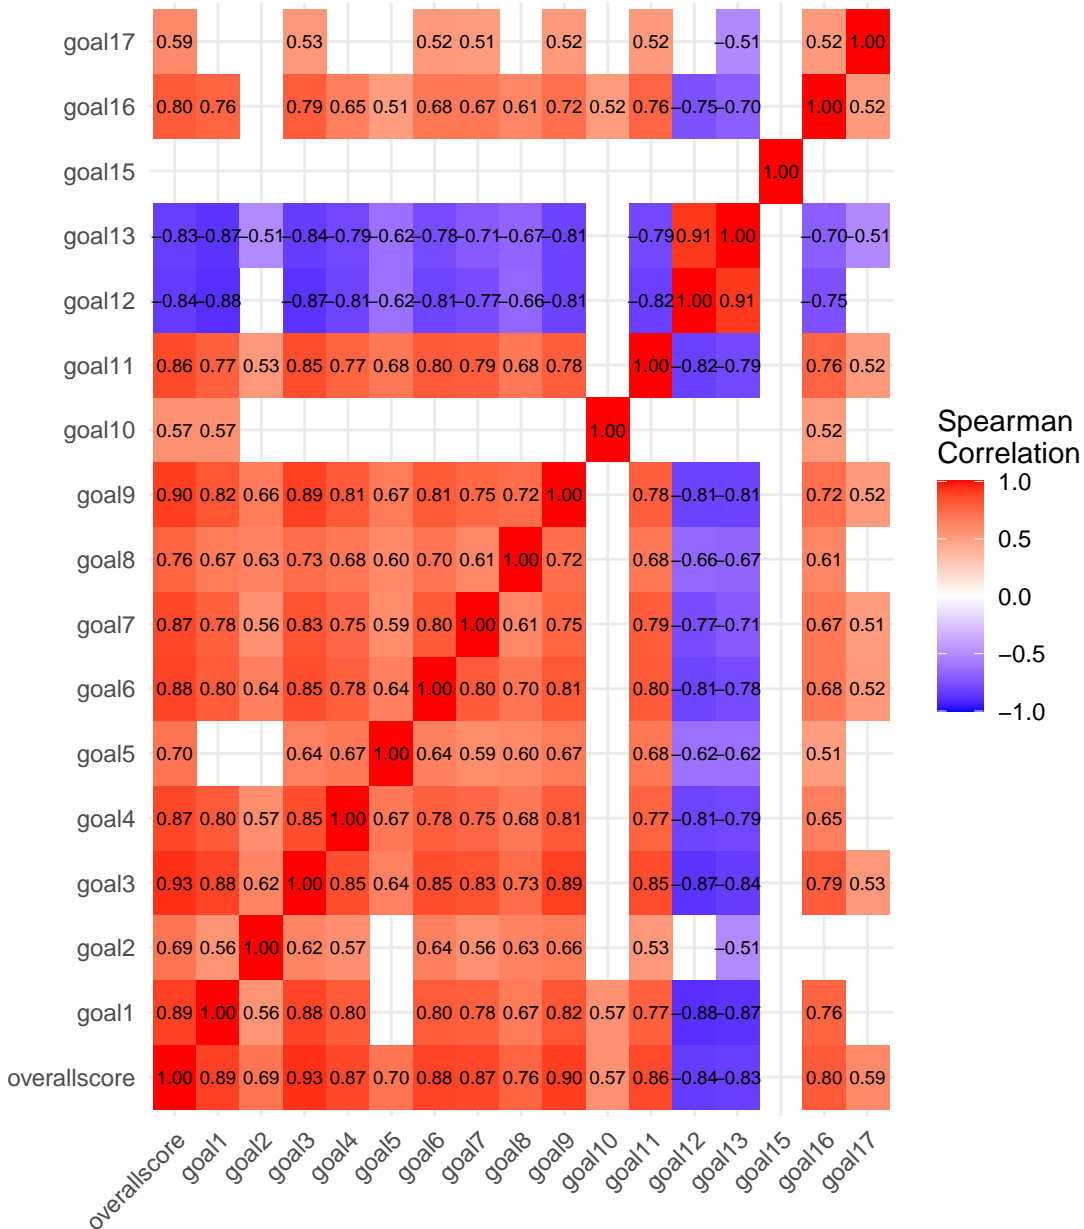 goal17 0.59 0.53 0.52 0.51 0.52 0.52 −0.51 0.52 1.00
goal16 0.80 0.76 0.79 0.65 0.51 0.68 0.67 0.61 0.72 0.52 0.76 −0.75 −0.70 1.00 0.52
goal15 1.00
goal13 −0.83 −0.87 −0.51 −0.84 −0.79 −0.62 −0.78 −0.71 −0.67 −0.81 −0.79 0.91 1.00 −0.70 −0.51
goal12 −0.84 −0.88 −0.87 −0.81 −0.62 −0.81 −0.77 −0.66 −0.81 −0.82 1.00 0.91 −0.75
goal11 0.86 0.77 0.53 0.85 0.77 0.68 0.80 0.79 0.68 0.78 1.00 −0.82 −0.79 0.76 0.52
goal10 0.57 0.57 1.00 0.52
goal9 0.90 0.82 0.66 0.89 0.81 0.67 0.81 0.75 0.72 1.00 0.78 −0.81 −0.81 0.72 0.52
goal8 0.76 0.67 0.63 0.73 0.68 0.60 0.70 0.61 1.00 0.72 0.68 −0.66 −0.67 0.61
goal7 0.87 0.78 0.56 0.83 0.75 0.59 0.80 1.00 0.61 0.75 0.79 −0.77 −0.71 0.67 0.51
goal6 0.88 0.80 0.64 0.85 0.78 0.64 1.00 0.80 0.70 0.81 0.80 −0.81 −0.78 0.68 0.52
goal5 0.70 0.64 0.67 1.00 0.64 0.59 0.60 0.67 0.68 −0.62 −0.62 0.51
goal4 0.87 0.80 0.57 0.85 1.00 0.67 0.78 0.75 0.68 0.81 0.77 −0.81 −0.79 0.65
goal3 0.93 0.88 0.62 1.00 0.85 0.64 0.85 0.83 0.73 0.89 0.85 −0.87 −0.84 0.79 0.53
goal2 0.69 0.56 1.00 0.62 0.57 0.64 0.56 0.63 0.66 0.53 −0.51
goal1 0.89 1.00 0.56 0.88 0.80 0.80 0.78 0.67 0.82 0.57 0.77 −0.88 −0.87 0.76
overallscore 1.00 0.89 0.69 0.93 0.87 0.70 0.88 0.87 0.76 0.90 0.57 0.86 −0.84 −0.83 0.80 0.59
overallscore goal1 goal2 goal3 goal4 goal5 goal6 goal7 goal8 goal9 goal10 goal11 goal12 goal13 goal15 goal16 goal17
Spearman
Correlation
1.0
0.5
0.0
−0.5
−1.0